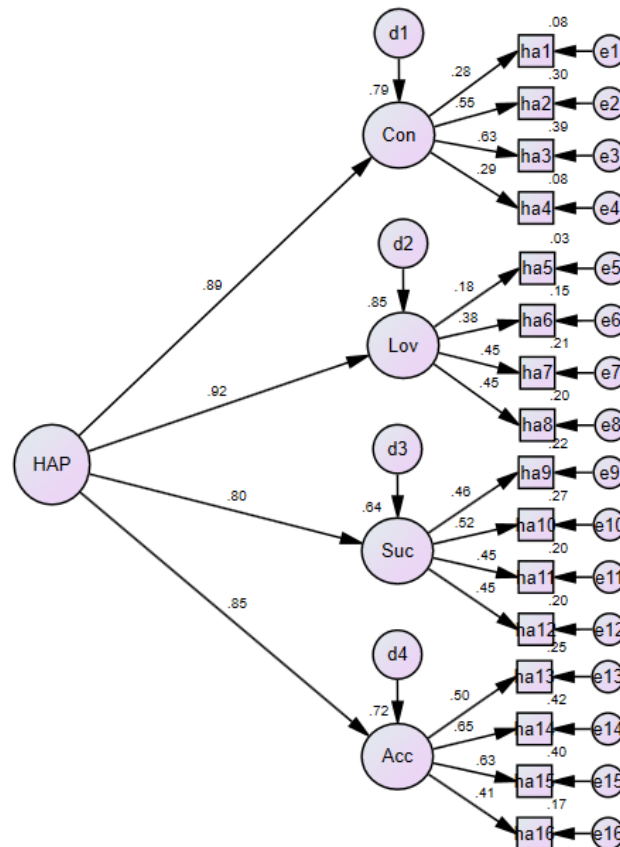 .08
d1
ha1
e1
.28
.30
.79
.55
ha2
e2
Con
.39
.63
ha3
e3
.29
.08
ha4
e4
d2
.03
ha5
e5
.18
.15
.85
.38
ha6
e6
Lov
.21
.45
ha7
e7
.45
.20
ha8
e8
.89
.92
HAP
.80
.85
d3
.22
ha9
e9
.46
.27
.64
.52
ha10
e10
Suc
.20
.45
ha11
e11
.45
.20
ha12
e12
d4
.25
ha13
e13
.50
.42
.72
.65
ha14
e14
Acc
.40
.63
ha15
e15
.41
.17
ha16
e16